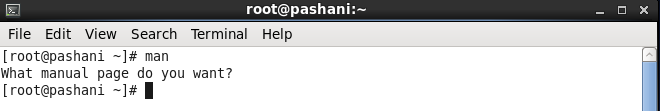 root@pashani:~
File Edit View Search Terminal Help
[root@pashani ~]# man
What manual page do you want?
[root@pashani ~]#